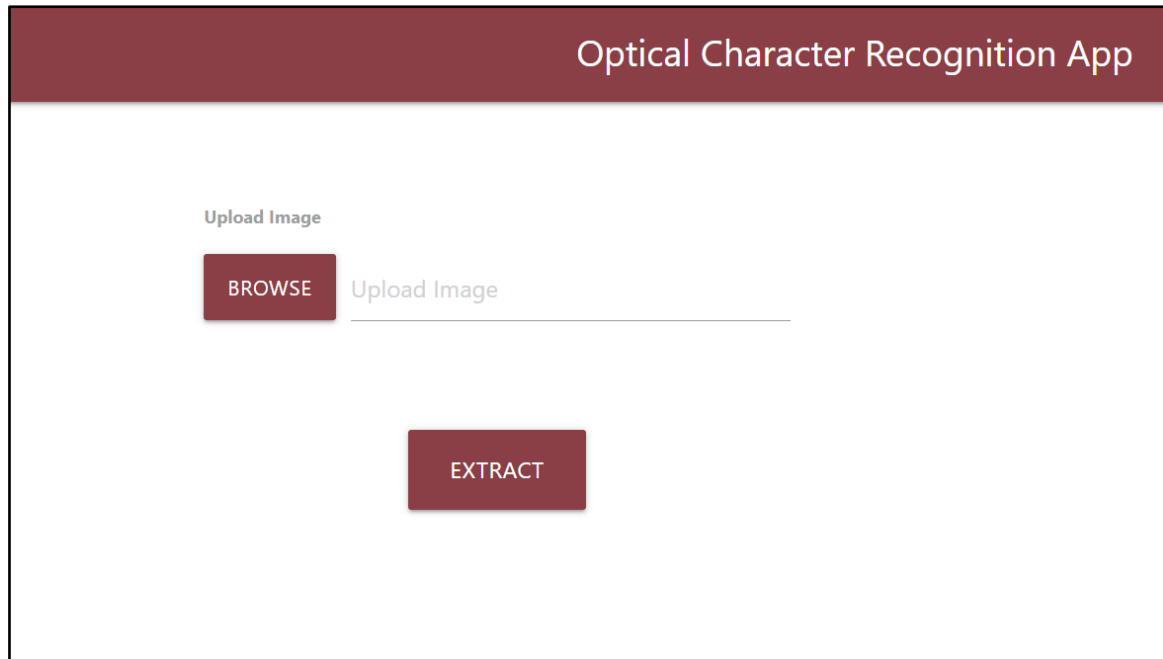 Optical Character Recognition App
Upload Image
BROWSE Upload Image
EXTRACT